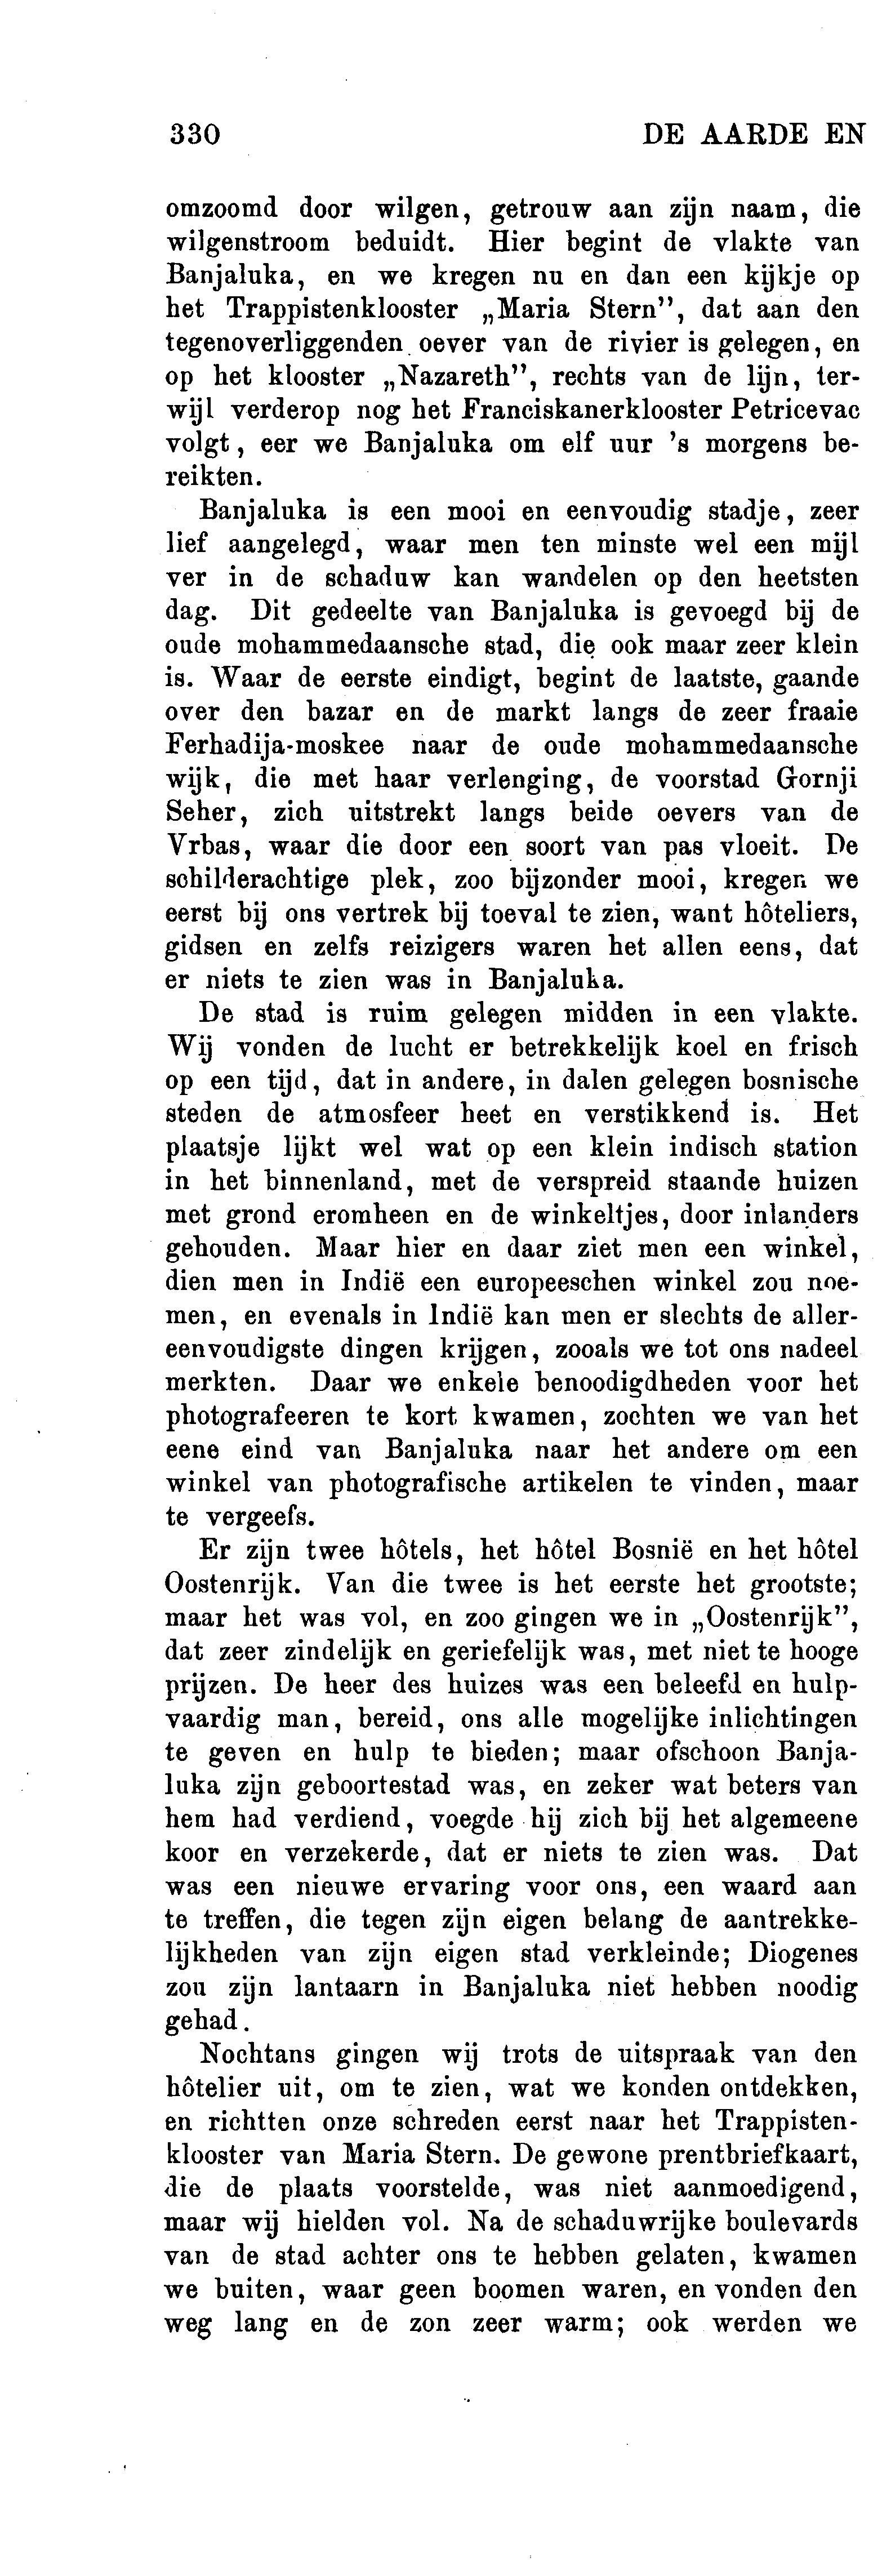 330 DE AARDE EN
omzoomd door wilgen, getrouw aan zijn naam, die
wilgenstroom beduidt. Hier begint de vlakte van
Banjaluka, en we kregen nu en dan een kijkje op
het Trappistenklooster „Maria Stern”, dat aan den
tegenoverliggenden oever van de rivier is gelegen, en
op het klooster „Nazareth”, rechts van de lijn, ter-
wijl verderop nog het Franciskanerklooster Petricevac
volgt, eer we Banjaluka om elf uur 's morgens be-
reikten.
Banjaluka is een mooi en eenvoudig stadje, zeer
lief aangelegd, waar men ten minste wel een mijl
ver in de schaduw kan wandelen op den heetsten
dag. Dit gedeelte van Banjaluka is gevoegd bij de
oude mohammedaansche stad, die ook maar zeer klein
is. Waar de eerste eindigt, begint de laatste, gaande
over den bazar en de markt langs de zeer fraaie
Ferhadija-moskee naar de oude mohammedaansche
wijk, die met haar verlenging, de voorstad Gornji
Seher, zich uitstrekt langs beide oevers van de
Vrbas, waar die door een soort van pas vloeit. De
schilderachtige plek, zoo bijzonder mooi, kregen we
eerst bij ons vertrek bij toeval te zien, want hôteliers,
gidsen en zelfs reizigers waren het allen eens, dat
er niets te zien was in Banjaluka.
De stad is ruim gelegen midden in een vlakte.
Wij vonden de lucht er betrekkelijk koel en frisch
op een tijd, dat in andere, in dalen gelegen bosnische
steden de atmosfeer heet en verstikkend is. Het
plaatsje lijkt wel wat op een klein indisch station
in het binnenland, met de verspreid staande huizen
met grond eromheen en de winkeltjes, door inlanders
gehouden. Maar hier en daar ziet men een winkel,
dien men in Indië een europeeschen winkel zou noe-
men, en evenals in Indië kan men er slechts de aller-
eenvoudigste dingen krijgen, zooals we tot ons nadeel
merkten. Daar we enkele benoodigdheden voor het
photografeeren te kort kwamen, zochten we van het
eene eind van Banjaluka naar het andere om een
winkel van photografische artikelen te vinden, maar
te vergeefs.
Er zijn twee hôtels, het hôtel Bosnië en het hôtel
Oostenrijk. Van die twee is het eerste het grootste;
maar het was vol, en zoo gingen we in „Oostenrijk”,
dat zeer zindelijk en geriefelijk was, met niet te hooge
prijzen. De heer des huizes was een beleefd en hulp-
vaardig man, bereid, ons alle mogelijke inlichtingen
te geven en hulp te bieden; maar ofschoon Banja-
luka zijn geboortestad was, en zeker wat beters van
hem had verdiend, voegde hij zich bij het algemeene
koor en verzekerde, dat er niets te zien was. Dat
was een nieuwe ervaring voor ons, een waard aan
te treffen, die tegen zijn eigen belang de aantrekke-
lijkheden van zijn eigen stad verkleinde; Diogenes
zou zijn lantaarn in Banjaluka niet hebben noodig
gehad.
Nochtans gingen wij trots de uitspraak van den
hôtelier uit, om te zien, wat we konden ontdekken,
en richtten onze schreden eerst naar het Trappisten-
klooster van Maria Stern. De gewone prentbriefkaart,
die de plaats voorstelde, was niet aanmoedigend,
maar wij hielden vol. Na de schaduwrijke boulevards
van de stad achter ons te hebben gelaten, kwamen
we buiten, waar geen boomen waren, en vonden den
weg lang en de zon zeer warm; ook werden we